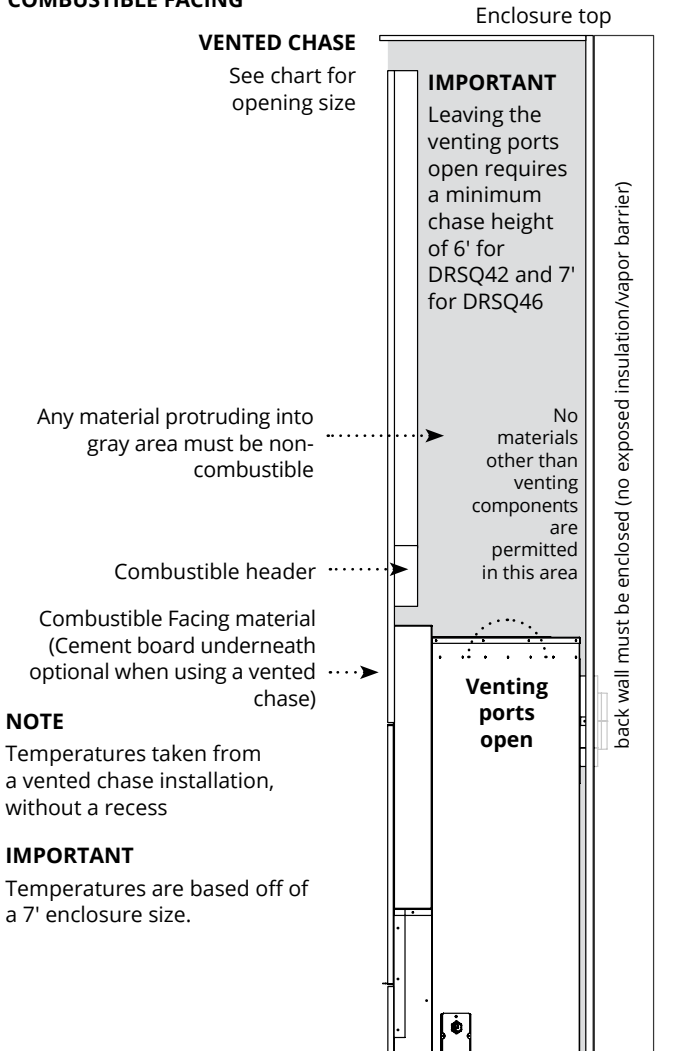 COMBUSTIBLE FACING
Enclosure top
VENTED CHASE
See chart for
opening size
IMPORTANT
Leaving the
venting ports
open requires
a minimum
chase height
of 6' for
DRSQ42 and 7'
for DRSQ46
Any material protruding into
gray area must be non-
combustible
No
materials
other than
venting
components
are
permitted
in this area
back wall must be enclosed (no exposed insulation/vapor barrier)
Combustible header
Combustible Facing material
(Cement board underneath
optional when using a vented
chase)
Venting
ports
open
NOTE
Temperatures taken from
a vented chase installation,
without a recess
IMPORTANT
Temperatures are based off of
a 7' enclosure size.